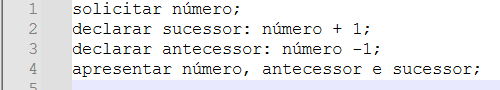 1 solicitar número;
2 declarar sucessor: número + 1;
3 declarar antecessor: número -1;
4 apresentar número, antecessor e sucessor;
5